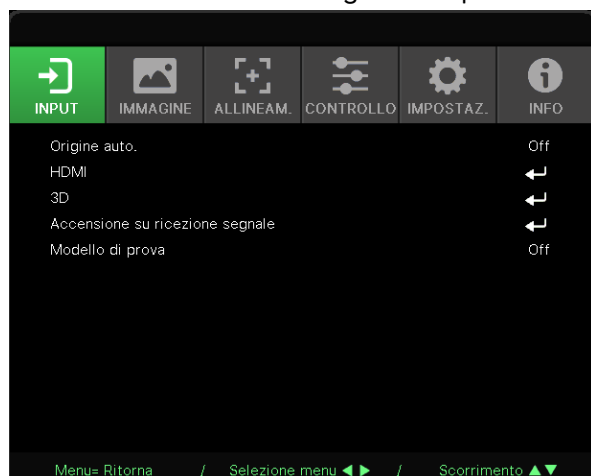 INPUT IMMAGINE ALLINEAM. CONTROLLO IMPOSTAZ. INFO
Origine auto. Off
HDMI
3D
Accensione su ricezione segnale
Modello di prova Off
Menu= Ritorna / Selezione menu ◀ ▶ / Scorrimento ▲▼